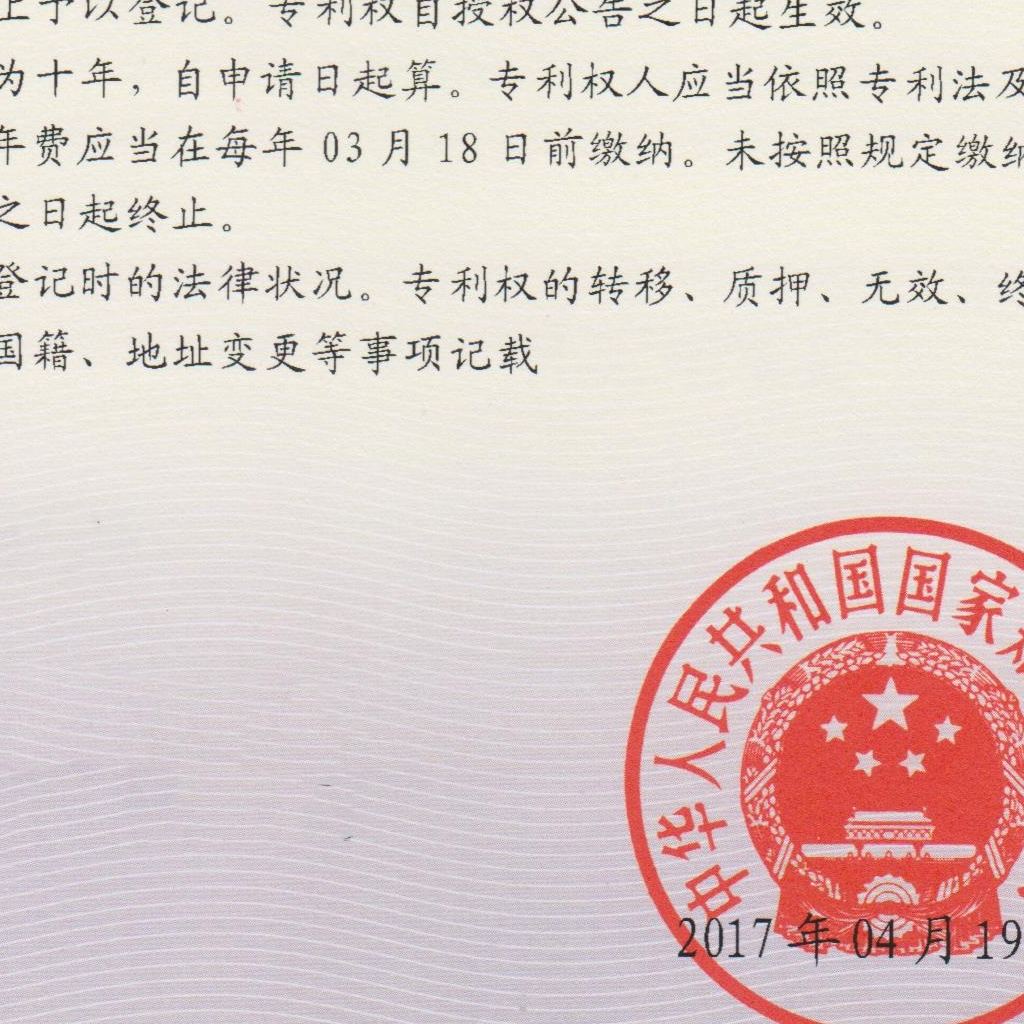 上予以登记。专利权自授权公告之日起生效。
为十年，自申请日起算。专利权人应当依照专利法及
年费应当在每年 03 月 18 日前缴纳。未按照规定缴纳
之日起终止。
登记时的法律状况。专利权的转移、质押、无效、终
国籍、地址变更等事项记载
中华人民共和国国家知
2017 年 04 月 19